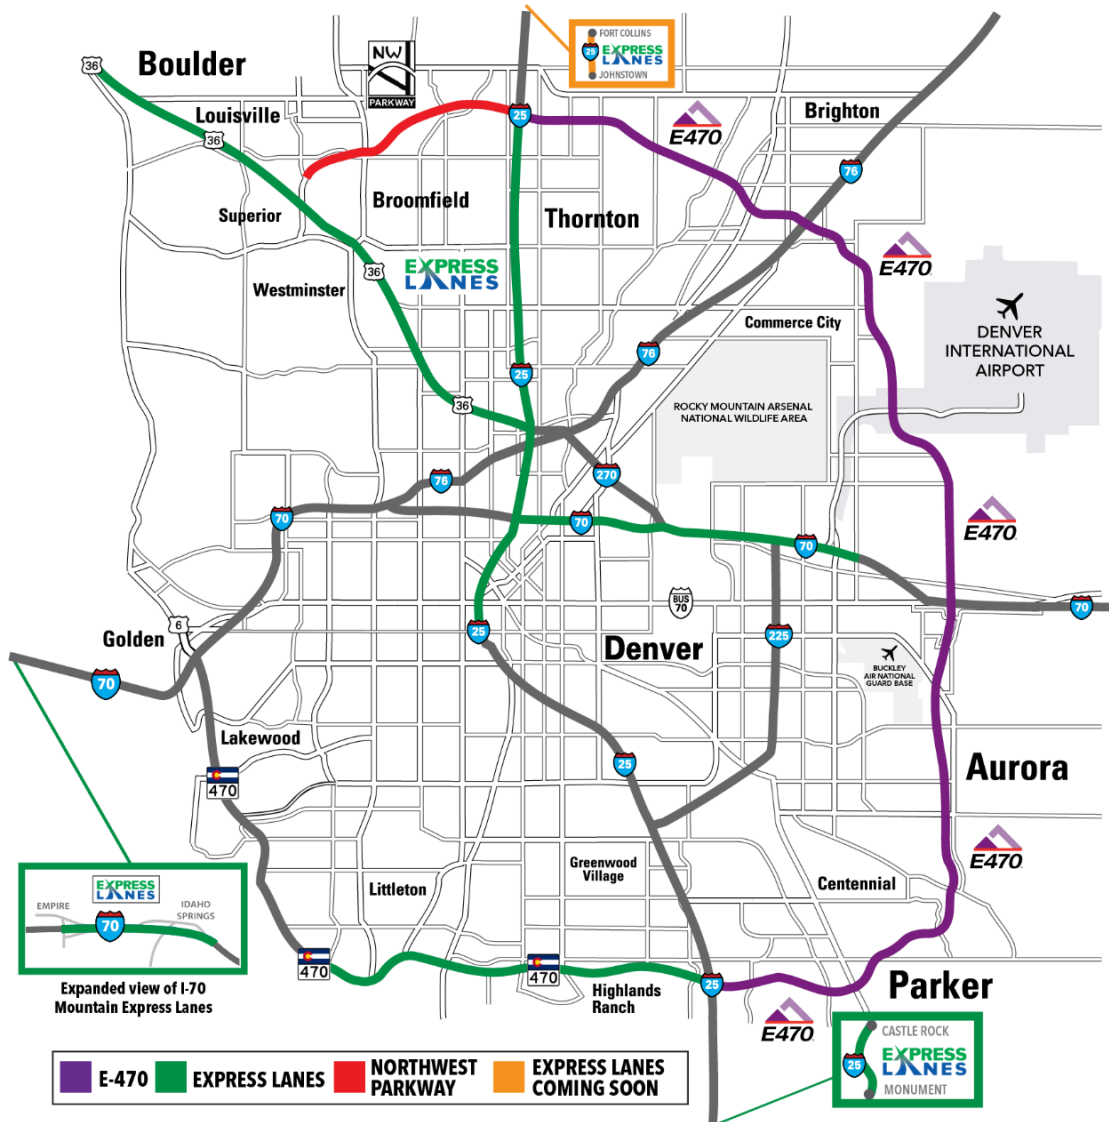 FORT COLLINS
25
EXPRESS
LANES
JOHNSTOWN
36
Boulder
NW
PARKWAY
Louisville
36
25
E470
Brighton
76
Superior
Broomfield
Thornton
E470
36
EXPRESS
LANES
Westminster
Commerce City
DENVER
INTERNATIONAL
AIRPORT
76
25
36
ROCKY MOUNTAIN ARSENAL
NATIONAL WILDLIFE AREA
76
270
70
70
70
E470
BUS
70
70
6
Golden
25
Denver
225
BUCKLEY
AIR NATIONAL
GUARD BASE
70
Lakewood
25
Aurora
470
E470
EXPRESS
LANES
EMPIRE
70
IDAHO
SPRINGS
Littleton
Greenwood
Village
Centennial
470
470
25
Highlands
Ranch
Parker
Expanded view of I-70
Mountain Express Lanes
E470
CASTLE ROCK
25
EXPRESS
LANES
MONUMENT
E-470
EXPRESS LANES
NORTHWEST
PARKWAY
EXPRESS LANES
COMING SOON